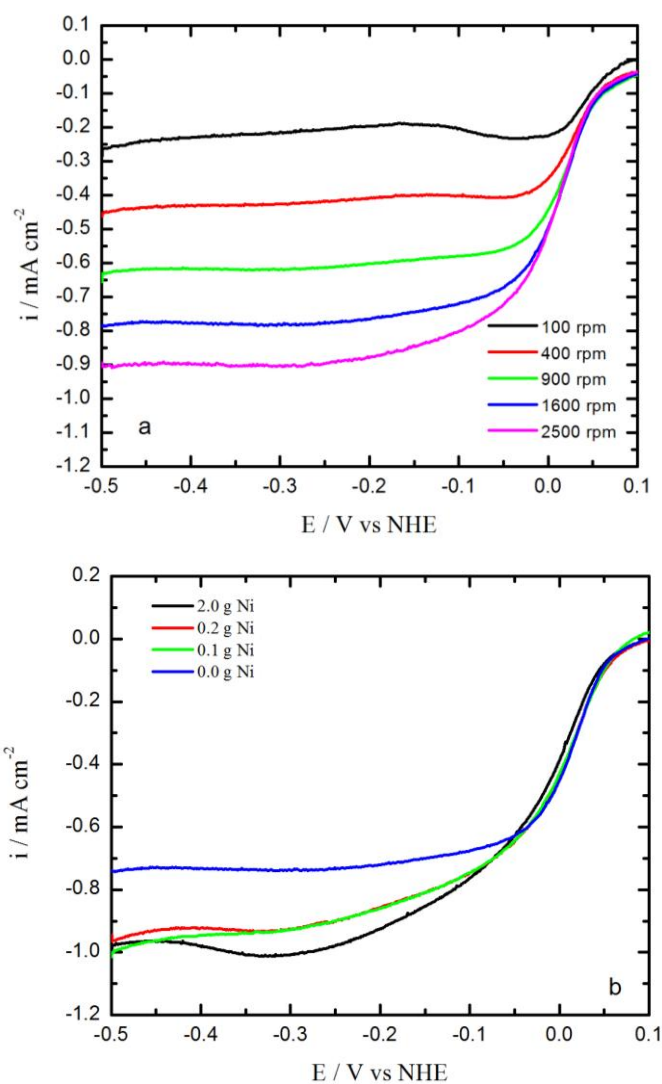 0.1
0.0
-0.1
-0.2
-0.3
-0.4
-0.5
-0.6
-0.7
-0.8
-0.9
-1.0
-1.1
-1.2
i / mA cm⁻²
100 rpm
400 rpm
900 rpm
1600 rpm
2500 rpm
a
-0.5 -0.4 -0.3 -0.2 -0.1 0.0 0.1
E / V vs NHE
0.2
0.0
-0.2
-0.4
-0.6
-0.8
-1.0
-1.2
i / mA cm⁻²
2.0 g Ni
0.2 g Ni
0.1 g Ni
0.0 g Ni
b
-0.5 -0.4 -0.3 -0.2 -0.1 0.0 0.1
E / V vs NHE